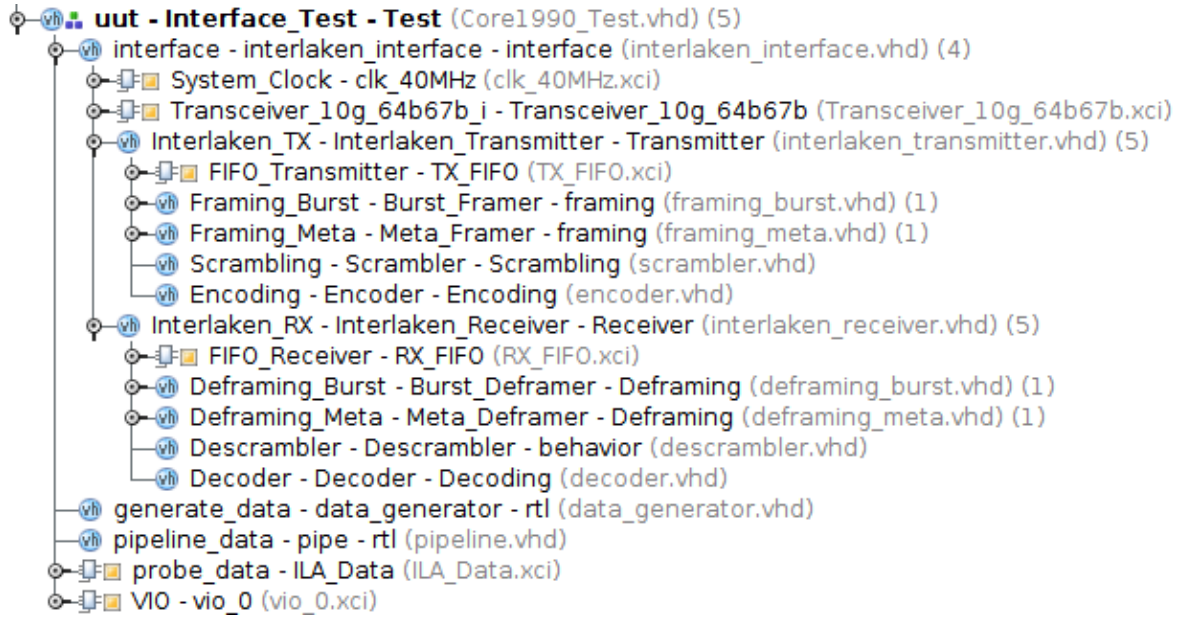 uut - Interface_Test - Test (Core1990_Test.vhd) (5)
interface - interlaken_interface - interface (interlaken_interface.vhd) (4)
System_Clock - clk_40MHz (clk_40MHz.xci)
Transceiver_10g_64b67b_i - Transceiver_10g_64b67b (Transceiver_10g_64b67b.xci)
Interlaken_TX - Interlaken_Transmitter - Transmitter (interlaken_transmitter.vhd) (5)
FIFO_Transmitter - TX_FIFO (TX_FIFO.xci)
Framing_Burst - Burst_Framer - framing (framing_burst.vhd) (1)
Framing_Meta - Meta_Framer - framing (framing_meta.vhd) (1)
Scrambling - Scrambler - Scrambling (scrambler.vhd)
Encoding - Encoder - Encoding (encoder.vhd)
Interlaken_RX - Interlaken_Receiver - Receiver (interlaken_receiver.vhd) (5)
FIFO_Receiver - RX_FIFO (RX_FIFO.xci)
Deframing_Burst - Burst_Deframer - Deframing (deframing_burst.vhd) (1)
Deframing_Meta - Meta_Deframer - Deframing (deframing_meta.vhd) (1)
Descrambler - Descrambler - behavior (descrambler.vhd)
Decoder - Decoder - Decoding (decoder.vhd)
generate_data - data_generator - rtl (data_generator.vhd)
pipeline_data - pipe - rtl (pipeline.vhd)
probe_data - ILA_Data (ILA_Data.xci)
VIO - vio_0 (vio_0.xci)